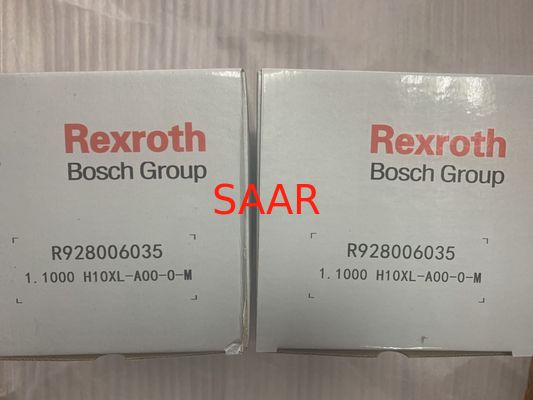 Rexroth
Bosch Group
R928006035
1.1000 H10XL-A00-0-M
Rexroth
Bosch Group
R928006035
1.1000 H10XL-A00-0-M
SAAR